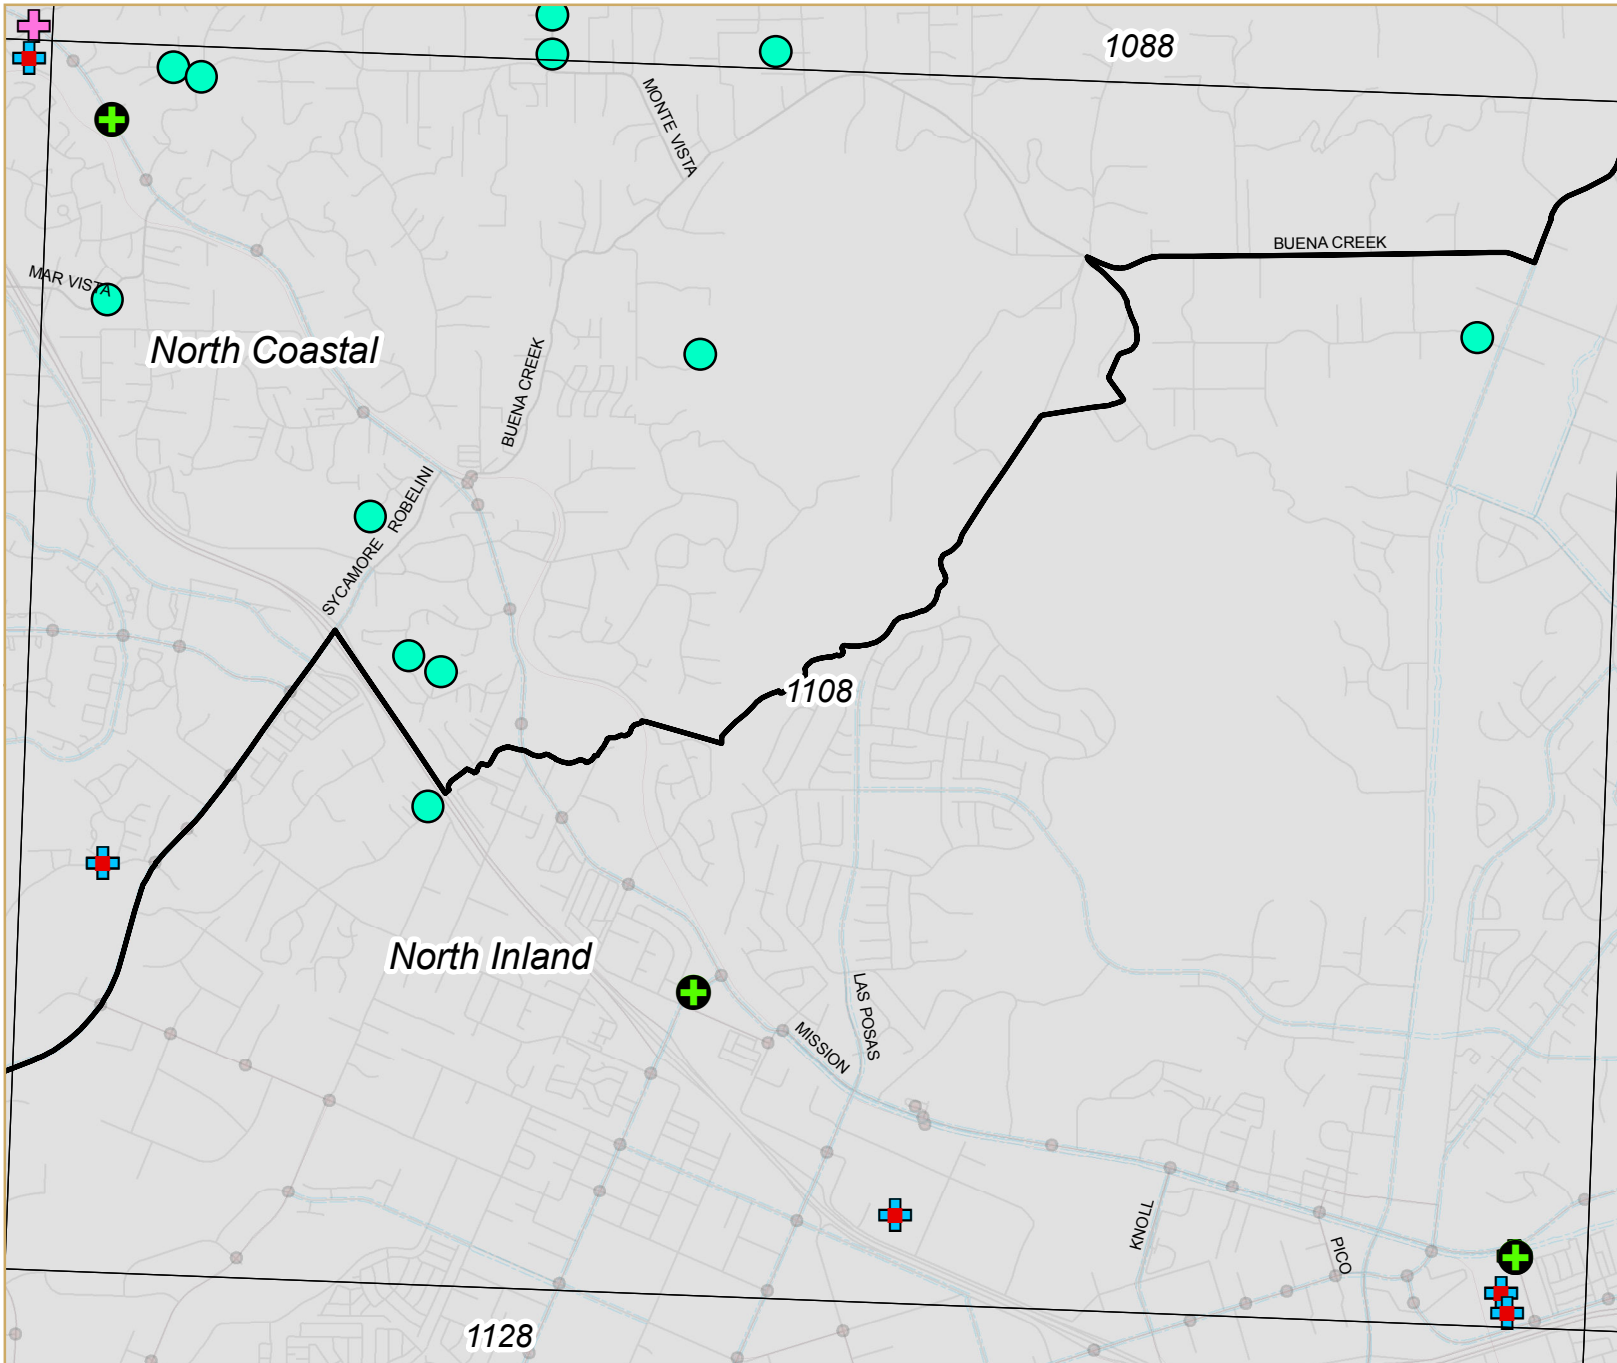 1088
MONTE VISTA
BUENA CREEK
MAR VISTA
North Coastal
BUENA CREEK
ROBELINI
SYCAMORE
1108
North Inland
LAS POSAS
MISSION
KNOLL
PICO
1128